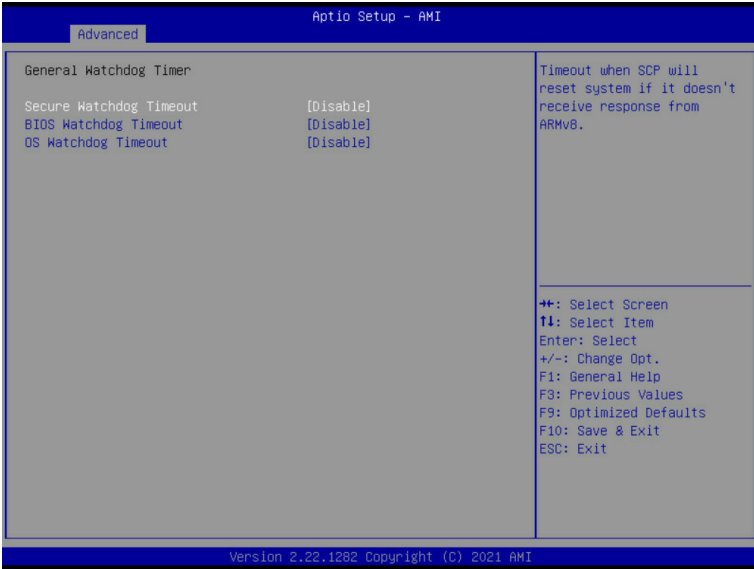 Aptio Setup – AMI
Advanced
General Watchdog Timer
Secure Watchdog Timeout [Disable]
BIOS Watchdog Timeout [Disable]
OS Watchdog Timeout [Disable]
Timeout when SCP will
reset system if it doesn't
receive response from
ARMv8.
→←: Select Screen
↑↓: Select Item
Enter: Select
+/-: Change Opt.
F1: General Help
F3: Previous Values
F9: Optimized Defaults
F10: Save & Exit
ESC: Exit
Version 2.22.1282 Copyright (C) 2021 AMI